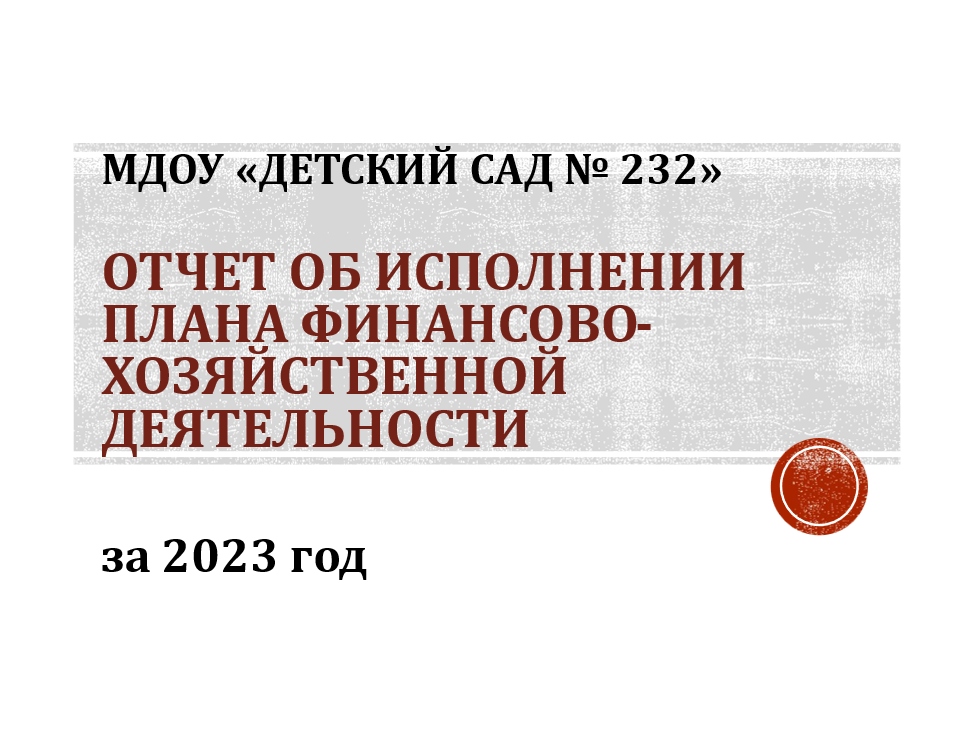 МДОУ «ДЕТСКИЙ САД № 232»
ОТЧЕТ ОБ ИСПОЛНЕНИИ
ПЛАНА ФИНАНСОВО-
ХОЗЯЙСТВЕННОЙ
ДЕЯТЕЛЬНОСТИ
за 2023 год